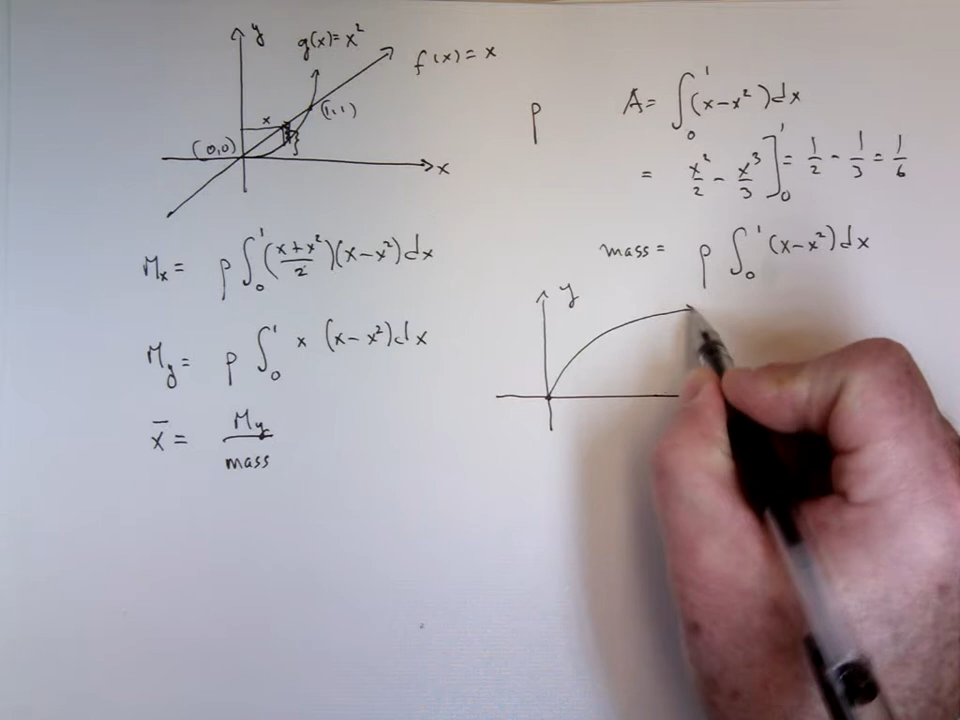 y
g(x)=x²
f(x)=x
(1,1)
x
(0,0)
x
Mx = ρ∫₀¹((x+x²)/2)(x-x²)dx
My = ρ∫₀¹ x (x-x²)dx
x̄ = My/mass
ρ
A= ∫₀¹(x-x²)dx
= x²/2 - x³/3 ]₀¹ = 1/2 - 1/3 = 1/6
mass = ρ∫₀¹(x-x²)dx
y